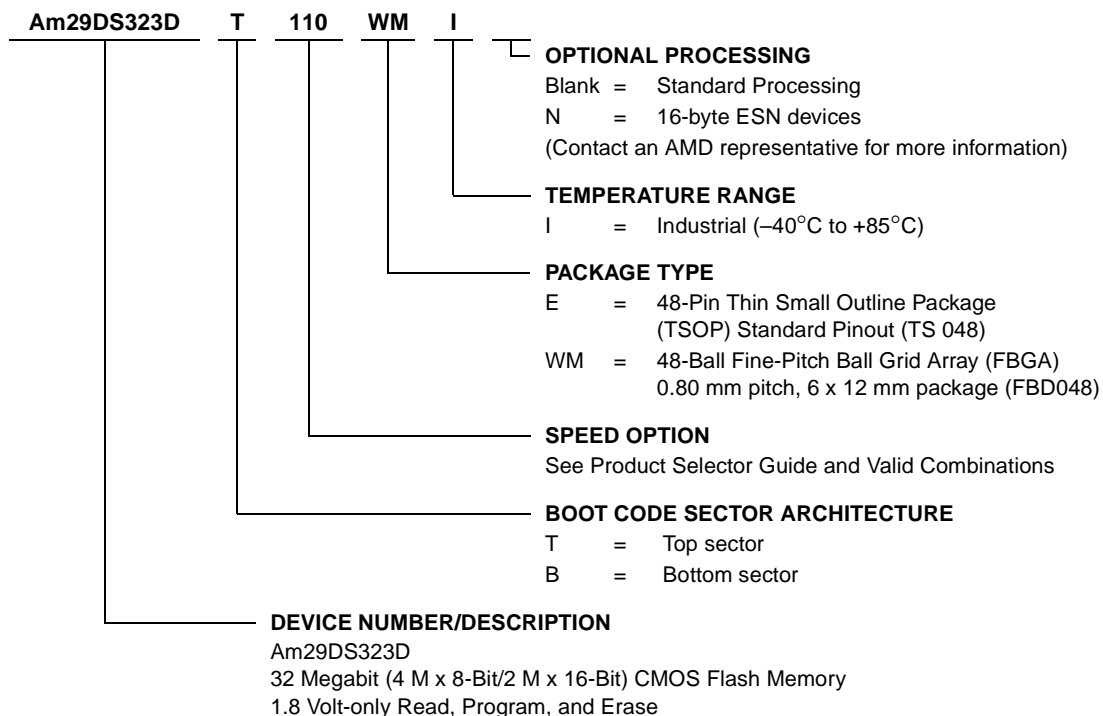 Am29DS323D T 110 WM I
OPTIONAL PROCESSING
Blank = Standard Processing
N = 16-byte ESN devices
(Contact an AMD representative for more information)
TEMPERATURE RANGE
I = Industrial (–40°C to +85°C)
PACKAGE TYPE
E = 48-Pin Thin Small Outline Package
(TSOP) Standard Pinout (TS 048)
WM = 48-Ball Fine-Pitch Ball Grid Array (FBGA)
0.80 mm pitch, 6 x 12 mm package (FBD048)
SPEED OPTION
See Product Selector Guide and Valid Combinations
BOOT CODE SECTOR ARCHITECTURE
T = Top sector
B = Bottom sector
DEVICE NUMBER/DESCRIPTION
Am29DS323D
32 Megabit (4 M x 8-Bit/2 M x 16-Bit) CMOS Flash Memory
1.8 Volt-only Read, Program, and Erase